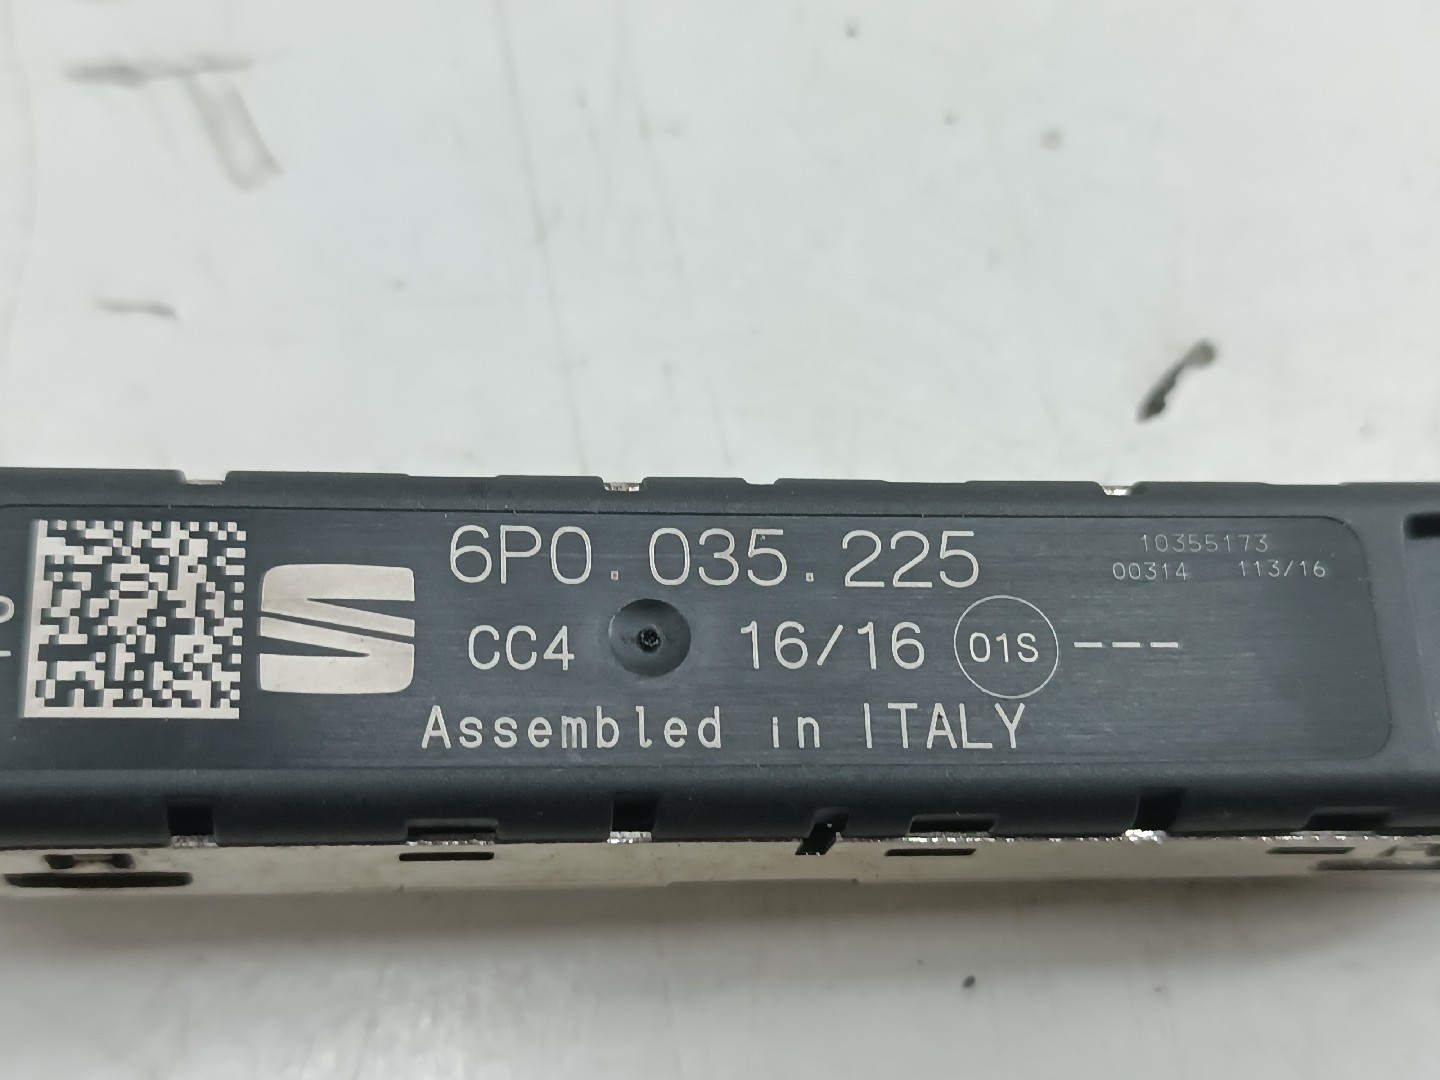 6P0.035.225
10355173
00314 113/16
CC4 16/16 01S ---
Assembled in ITALY